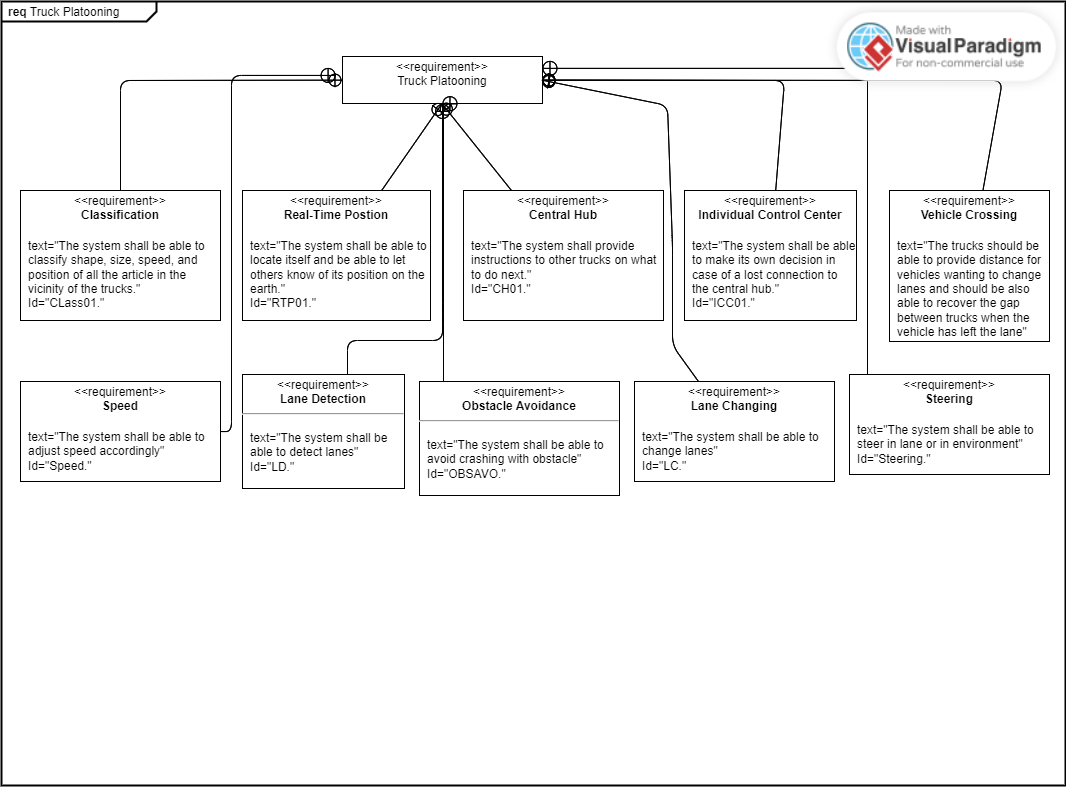 req Truck Platooning
Made with
Visual Paradigm
For non-commercial use
<<requirement>>
Truck Platooning
<<requirement>>
Classification
text="The system shall be able to
classify shape, size, speed, and
position of all the article in the
vicinity of the trucks."
Id="CLass01."
<<requirement>>
Real-Time Postion
text="The system shall be able to
locate itself and be able to let
others know of its position on the
earth."
Id="RTP01."
<<requirement>>
Central Hub
text="The system shall provide
instructions to other trucks on what
to do next."
Id="CH01."
<<requirement>>
Individual Control Center
text="The system shall be able
to make its own decision in
case of a lost connection to
the central hub."
Id="ICC01."
<<requirement>>
Vehicle Crossing
text="The trucks should be
able to provide distance for
vehicles wanting to change
lanes and should be also
able to recover the gap
between trucks when the
vehicle has left the lane"
<<requirement>>
Speed
text="The system shall be able to
adjust speed accordingly"
Id="Speed."
<<requirement>>
Lane Detection
text="The system shall be
able to detect lanes"
Id="LD."
<<requirement>>
Obstacle Avoidance
text="The system shall be able to
avoid crashing with obstacle"
Id="OBSAVO."
<<requirement>>
Lane Changing
text="The system shall be able to
change lanes"
Id="LC."
<<requirement>>
Steering
text="The system shall be able to
steer in lane or in environment"
Id="Steering."